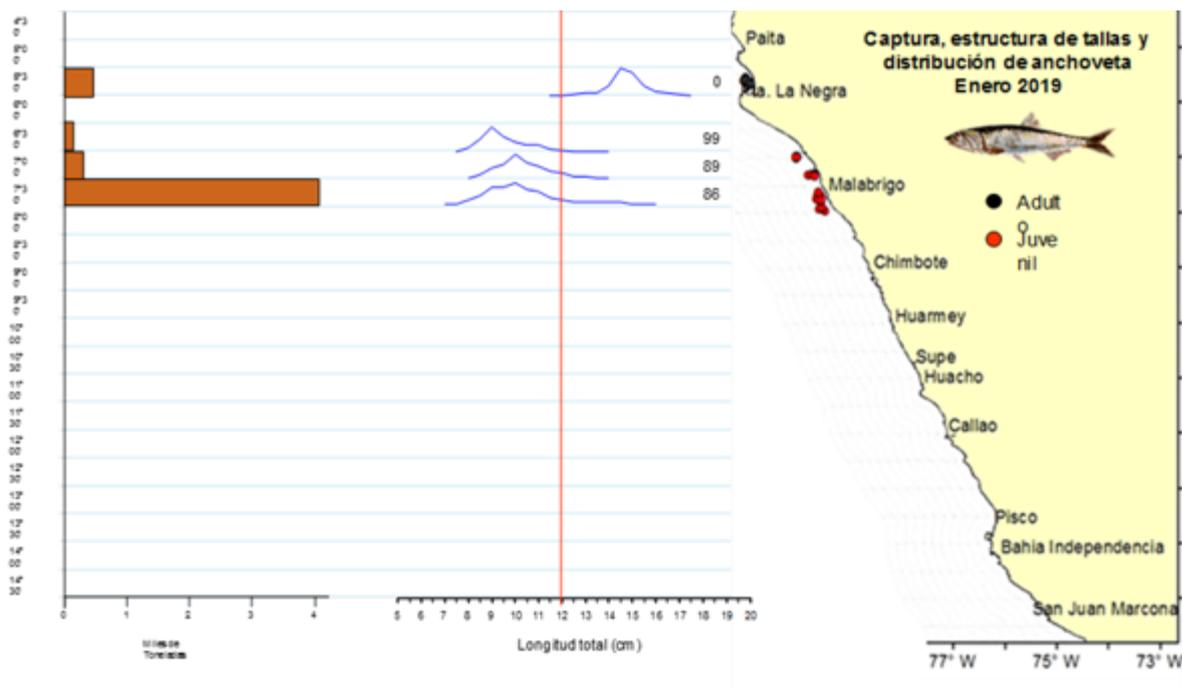 Captura, estructura de tallas y
distribución de anchoveta
Enero 2019
Paita
La Negra
Malabrigo
Chimbote
Huarmey
Supe
Huacho
Callao
Pisco
Bahia Independencia
San Juan Marcona
Adult
o
Juve
nil
0
99
89
86
0 1 2 3 4
Miles de
Toneladas
5 6 7 8 9 10 11 12 13 14 15 16 17 18 19 20
Longitud total (cm)
77° W 75° W 73° W